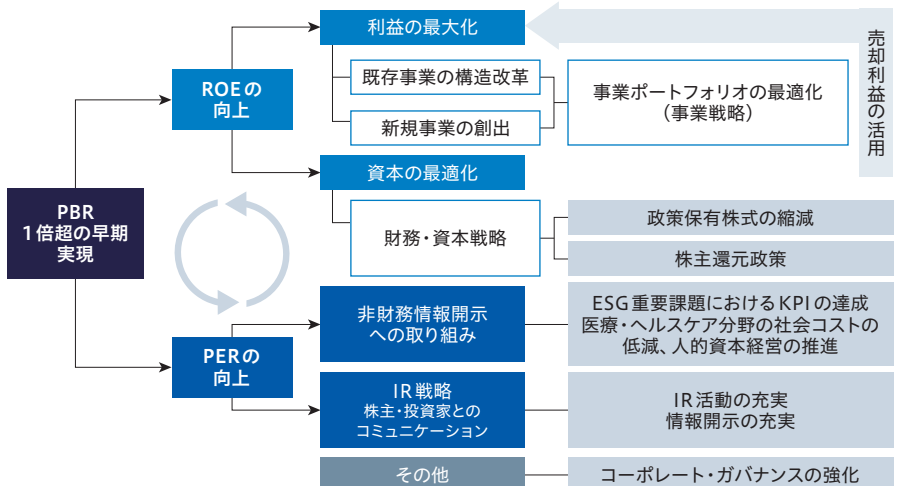 PBR
1倍超の早期
実現
ROEの
向上
利益の最大化
既存事業の構造改革
新規事業の創出
事業ポートフォリオの最適化
（事業戦略）
売却利益の活用
資本の最適化
財務・資本戦略
政策保有株式の縮減
株主還元政策
PERの
向上
非財務情報開示
への取り組み
ESG重要課題におけるKPIの達成
医療・ヘルスケア分野の社会コストの
低減、人的資本経営の推進
IR戦略
株主・投資家との
コミュニケーション
IR活動の充実
情報開示の充実
その他
コーポレート・ガバナンスの強化